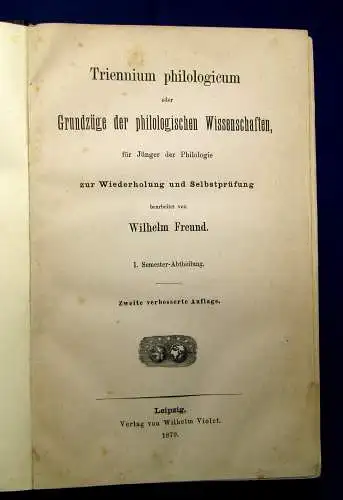 Triennium philologicum
oder
Grundzüge der philologischen Wissenschaften,
für Jünger der Philologie
zur Wiederholung und Selbstprüfung
bearbeitet von
Wilhelm Freund.
I. Semester-Abtheilung.
Zweite verbesserte Auflage.
Leipzig,
Verlag von Wilhelm Violet.
1879.